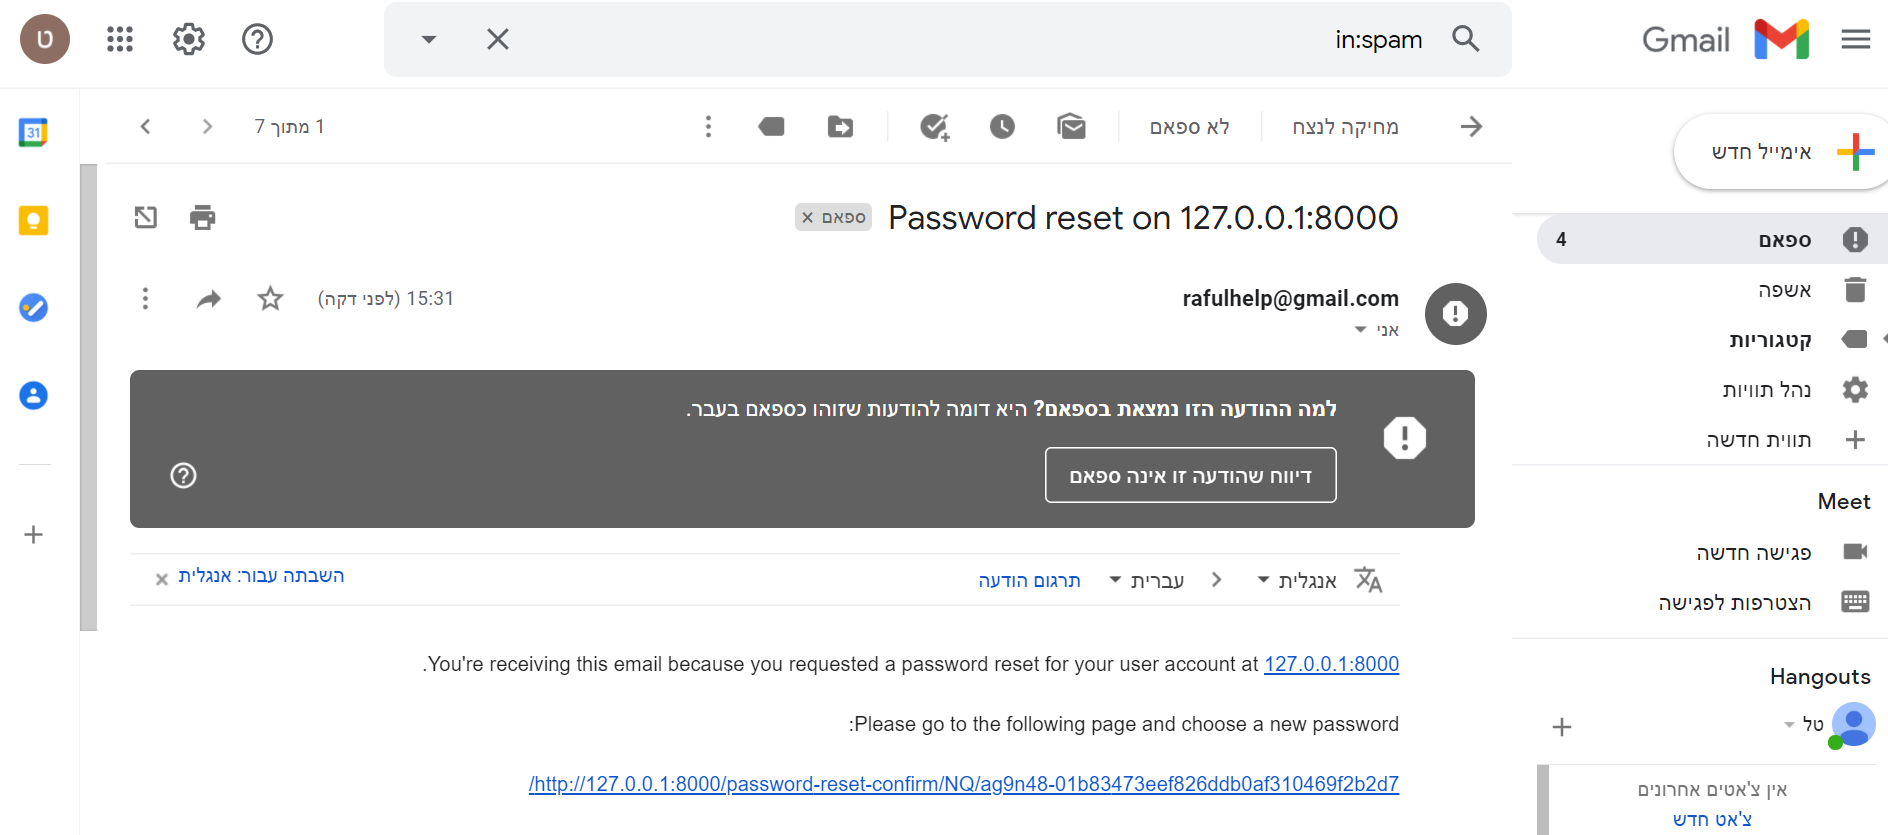 Gmail
in:spam
ט
אימייל חדש
ספאם
4
אשפה
קטגוריות
נהל תוויות
תווית חדשה
Meet
פגישה חדשה
הצטרפות לפגישה
Hangouts
טל
אין צ'אטים אחרונים
צ'אט חדש
מחיקה לנצח
לא ספאם
1 מתוך 7
31
Password reset on 127.0.0.1:8000
ספאם ×
rafulhelp@gmail.com
15:31 (לפני דקה)
אני
למה ההודעה הזו נמצאת בספאם? היא דומה להודעות שזוהו כספאם בעבר.
דיווח שהודעה זו אינה ספאם
אנגלית
עברית
תרגום הודעה
השבתה עבור: אנגלית
.You're receiving this email because you requested a password reset for your user account at 127.0.0.1:8000
:Please go to the following page and choose a new password
/http://127.0.0.1:8000/password-reset-confirm/NQ/ag9n48-01b83473eef826ddb0af310469f2b2d7